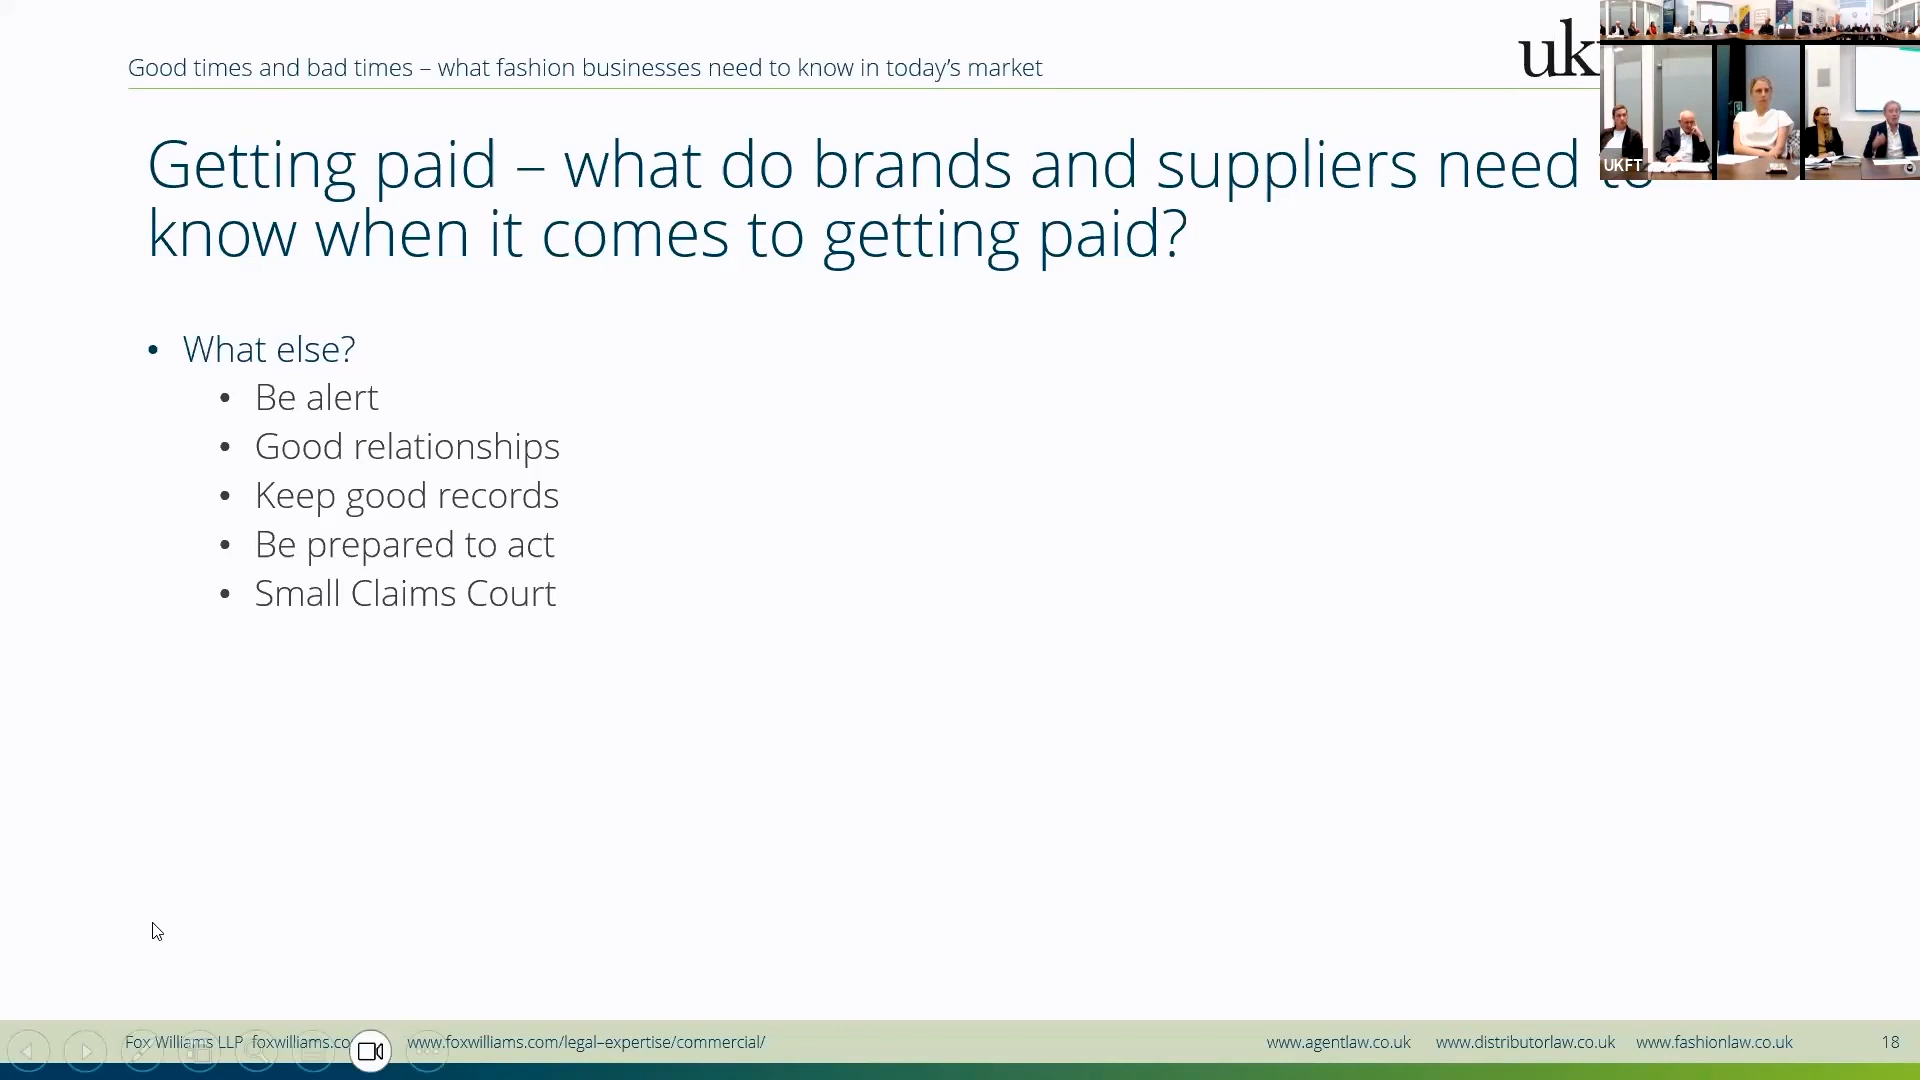 Good times and bad times – what fashion businesses need to know in today's market
uk
UKFT
Getting paid – what do brands and suppliers need to
know when it comes to getting paid?
• What else?
• Be alert
• Good relationships
• Keep good records
• Be prepared to act
• Small Claims Court
Fox Williams LLP foxwilliams.co www.foxwilliams.com/legal–expertise/commercial/ www.agentlaw.co.uk www.distributorlaw.co.uk www.fashionlaw.co.uk 18